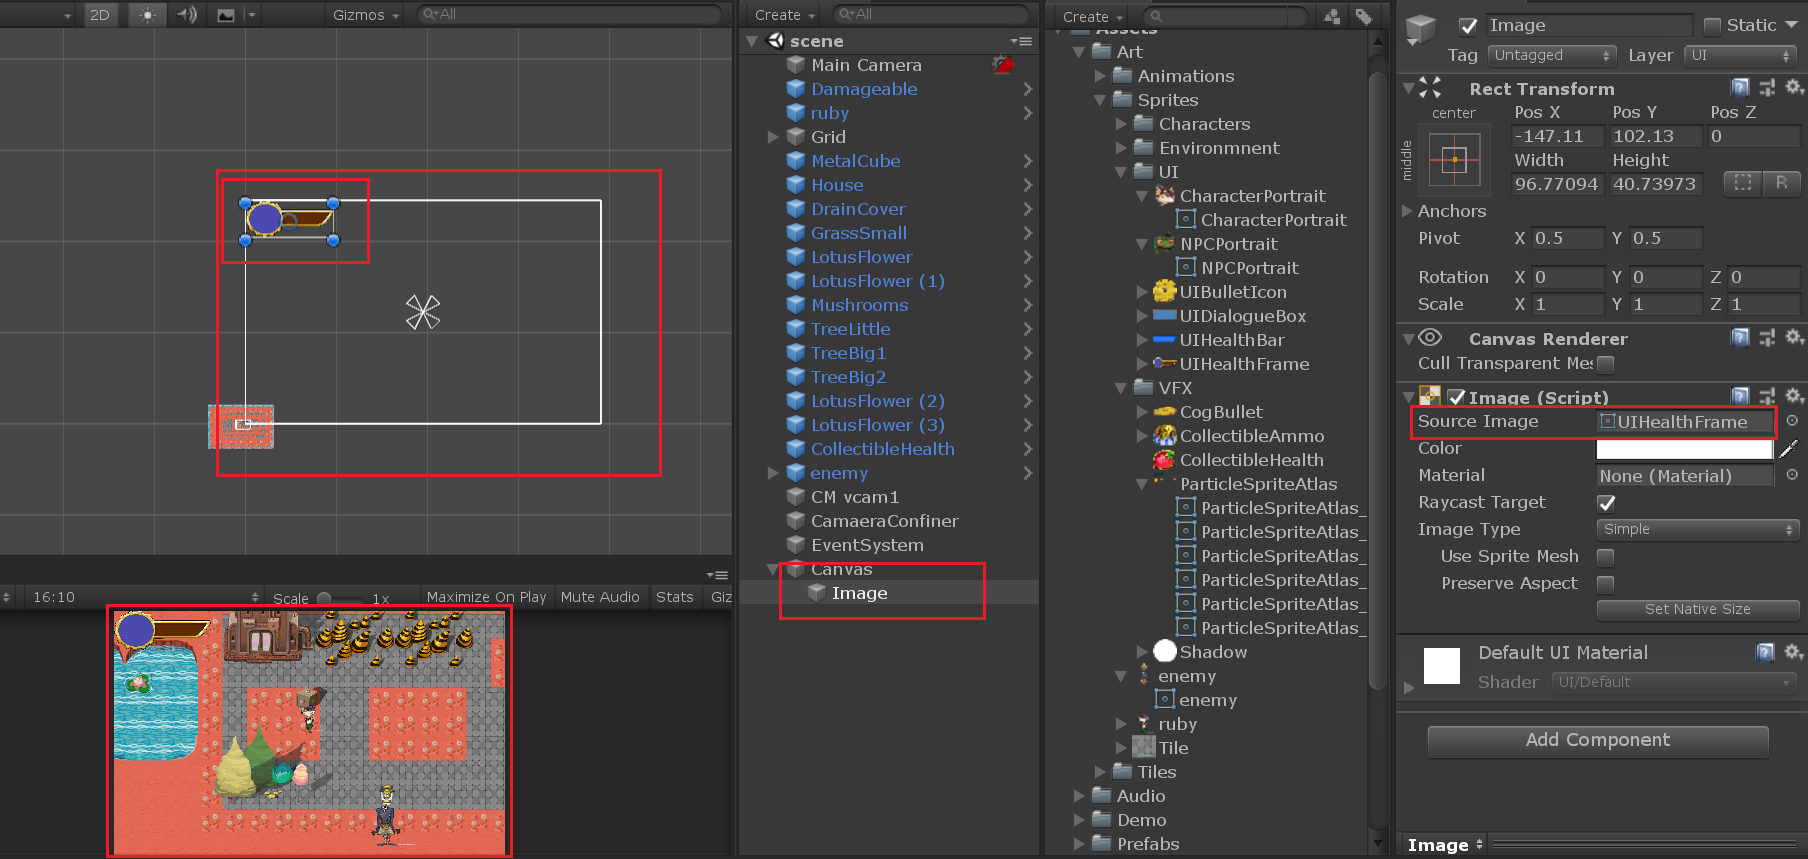 2D
Gizmos
All
16:10
Scale
1x
Maximize On Play
Mute Audio
Stats
Giz
Create
All
scene
Main Camera
Damageable
ruby
Grid
MetalCube
House
DrainCover
GrassSmall
LotusFlower
LotusFlower (1)
Mushrooms
TreeLittle
TreeBig1
TreeBig2
LotusFlower (2)
LotusFlower (3)
CollectibleHealth
enemy
CM vcam1
CamaeraConfiner
EventSystem
Canvas
Image
Create
Assets
Art
Animations
Sprites
Characters
Environmnent
UI
CharacterPortrait
CharacterPortrait
NPCPortrait
NPCPortrait
UIBulletIcon
UIDialogueBox
UIHealthBar
UIHealthFrame
VFX
CogBullet
CollectibleAmmo
CollectibleHealth
ParticleSpriteAtlas
ParticleSpriteAtlas_
ParticleSpriteAtlas_
ParticleSpriteAtlas_
ParticleSpriteAtlas_
ParticleSpriteAtlas_
ParticleSpriteAtlas_
Shadow
enemy
enemy
ruby
Tile
Tiles
Audio
Demo
Prefabs
Image Static
Tag Untagged Layer UI
Rect Transform
center Pos X Pos Y Pos Z
middle -147.11 102.13 0
Width Height
96.77094 40.73973 R
Anchors
Pivot X 0.5 Y 0.5
Rotation X 0 Y 0 Z 0
Scale X 1 Y 1 Z 1
Canvas Renderer
Cull Transparent Mes
Image (Script)
Source Image UIHealthFrame
Color
Material None (Material)
Raycast Target
Image Type Simple
Use Sprite Mesh
Preserve Aspect
Set Native Size
Default UI Material
Shader UI/Default
Add Component
Image